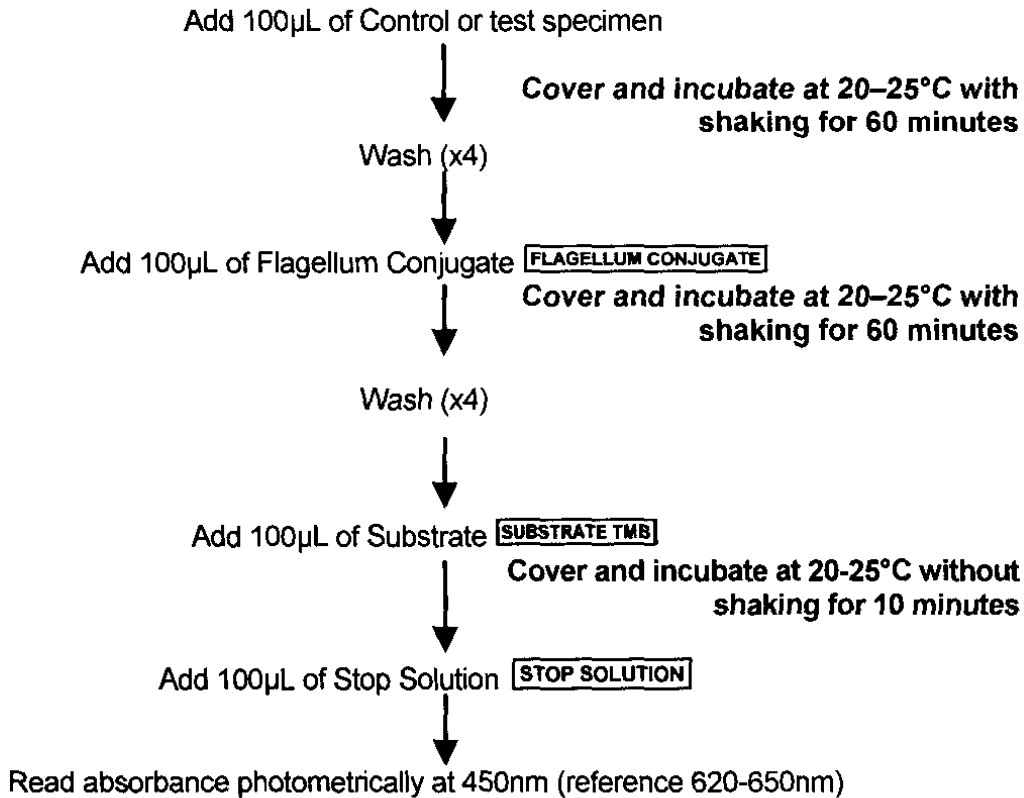 Add 100µL of Control or test specimen
Cover and incubate at 20–25°C with
shaking for 60 minutes
Wash (x4)
Add 100µL of Flagellum Conjugate FLAGELLUM CONJUGATE
Cover and incubate at 20–25°C with
shaking for 60 minutes
Wash (x4)
Add 100µL of Substrate SUBSTRATE TMB
Cover and incubate at 20-25°C without
shaking for 10 minutes
Add 100µL of Stop Solution STOP SOLUTION
Read absorbance photometrically at 450nm (reference 620-650nm)